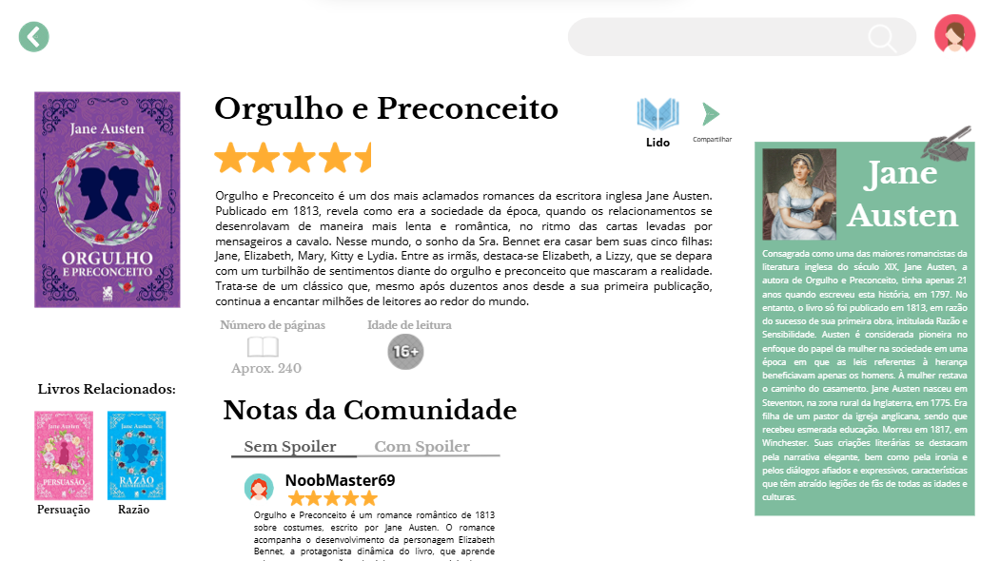 Jane Austen
ORGULHO
E PRECONCEITO
Orgulho e Preconceito
Lido
Compartilhar
Orgulho e Preconceito é um dos mais aclamados romances da escritora inglesa Jane Austen.
Publicado em 1813, revela como era a sociedade da época, quando os relacionamentos se
desenrolavam de maneira mais lenta e romântica, no ritmo das cartas levadas por
mensageiros a cavalo. Nesse mundo, o sonho da Sra. Bennet era casar bem suas cinco filhas:
Jane, Elizabeth, Mary, Kitty e Lydia. Entre as irmãs, destaca-se Elizabeth, a Lizzy, que se depara
com um turbilhão de sentimentos diante do orgulho e preconceito que mascaram a realidade.
Trata-se de um clássico que, mesmo após duzentos anos desde a sua primeira publicação,
continua a encantar milhões de leitores ao redor do mundo.
Número de páginas
Aprox. 240
Idade de leitura
16+
Livros Relacionados:
Jane Austen
PERSUASÃO
Persuação
Jane Austen
RAZÃO
Razão
Notas da Comunidade
Sem Spoiler
Com Spoiler
NoobMaster69
Orgulho e Preconceito é um romance romântico de 1813
sobre costumes, escrito por Jane Austen. O romance
acompanha o desenvolvimento da personagem Elizabeth
Bennet, a protagonista dinâmica do livro, que aprende
Jane
Austen
Consagrada como uma das maiores romancistas da
literatura inglesa do século XIX, Jane Austen, a
autora de Orgulho e Preconceito, tinha apenas 21
anos quando escreveu esta história, em 1797. No
entanto, o livro só foi publicado em 1813, em razão
do sucesso de sua primeira obra, intitulada Razão e
Sensibilidade. Austen é considerada pioneira no
enfoque do papel da mulher na sociedade em uma
época em que as leis referentes à herança
beneficiavam apenas os homens. À mulher restava
o caminho do casamento. Jane Austen nasceu em
Steventon, na zona rural da Inglaterra, em 1775. Era
filha de um pastor da igreja anglicana, sendo que
recebeu esmerada educação. Morreu em 1817, em
Winchester. Suas criações literárias se destacam
pela narrativa elegante, bem como pela ironia e
pelos diálogos afiados e expressivos, características
que têm atraído legiões de fãs de todas as idades e
culturas.